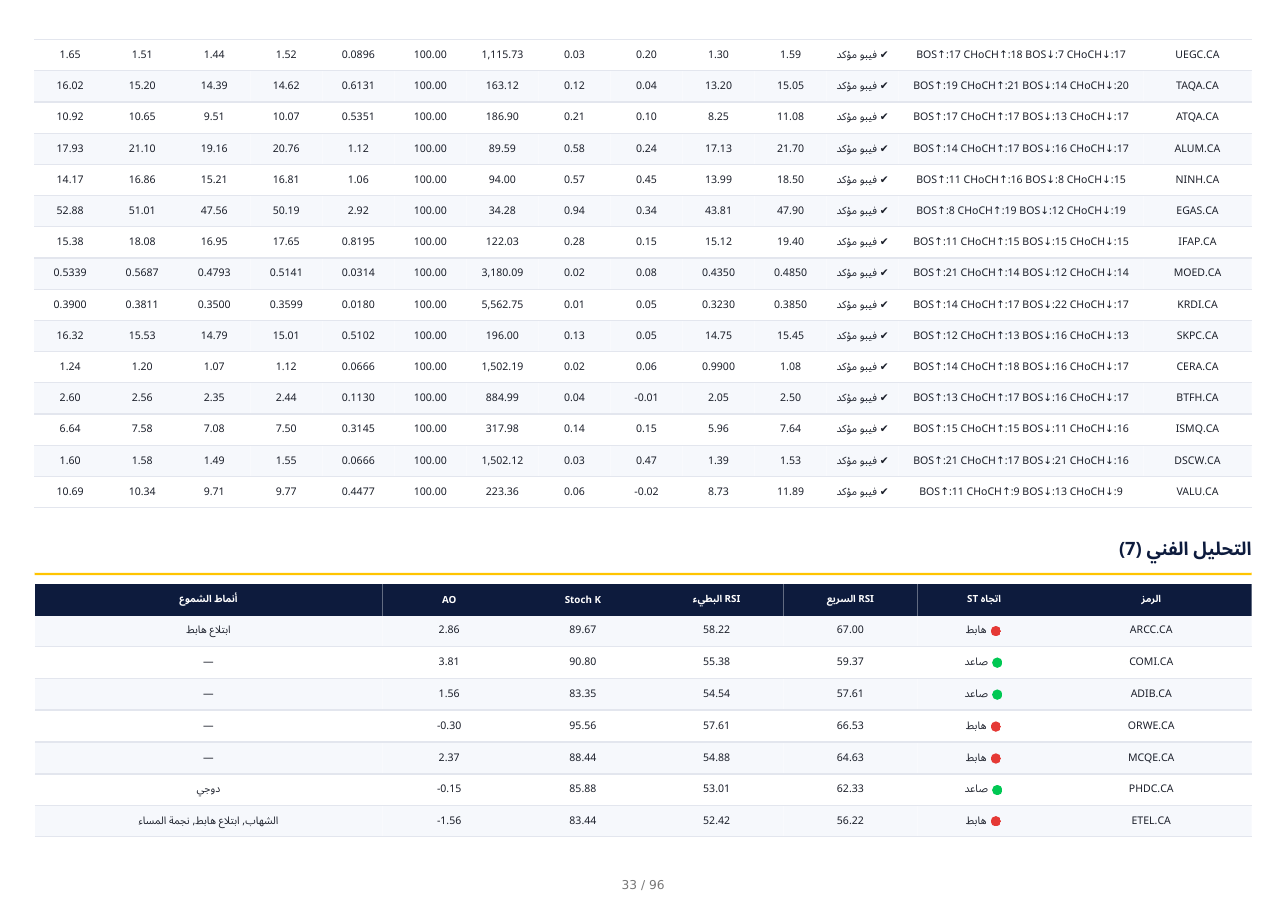 UEGC.CA BOS↑:17 CHoCH↑:18 BOS↓:7 CHoCH↓:17 ✔ فيبو مؤكد 1.59 1.30 0.20 0.03 1,115.73 100.00 0.0896 1.52 1.44 1.51 1.65
TAQA.CA BOS↑:19 CHoCH↑:21 BOS↓:14 CHoCH↓:20 ✔ فيبو مؤكد 15.05 13.20 0.04 0.12 163.12 100.00 0.6131 14.62 14.39 15.20 16.02
ATQA.CA BOS↑:17 CHoCH↑:17 BOS↓:13 CHoCH↓:17 ✔ فيبو مؤكد 11.08 8.25 0.10 0.21 186.90 100.00 0.5351 10.07 9.51 10.65 10.92
ALUM.CA BOS↑:14 CHoCH↑:17 BOS↓:16 CHoCH↓:17 ✔ فيبو مؤكد 21.70 17.13 0.24 0.58 89.59 100.00 1.12 20.76 19.16 21.10 17.93
NINH.CA BOS↑:11 CHoCH↑:16 BOS↓:8 CHoCH↓:15 ✔ فيبو مؤكد 18.50 13.99 0.45 0.57 94.00 100.00 1.06 16.81 15.21 16.86 14.17
EGAS.CA BOS↑:8 CHoCH↑:19 BOS↓:12 CHoCH↓:19 ✔ فيبو مؤكد 47.90 43.81 0.34 0.94 34.28 100.00 2.92 50.19 47.56 51.01 52.88
IFAP.CA BOS↑:11 CHoCH↑:15 BOS↓:15 CHoCH↓:15 ✔ فيبو مؤكد 19.40 15.12 0.15 0.28 122.03 100.00 0.8195 17.65 16.95 18.08 15.38
MOED.CA BOS↑:21 CHoCH↑:14 BOS↓:12 CHoCH↓:14 ✔ فيبو مؤكد 0.4850 0.4350 0.08 0.02 3,180.09 100.00 0.0314 0.5141 0.4793 0.5687 0.5339
KRDI.CA BOS↑:14 CHoCH↑:17 BOS↓:22 CHoCH↓:17 ✔ فيبو مؤكد 0.3850 0.3230 0.05 0.01 5,562.75 100.00 0.0180 0.3599 0.3500 0.3811 0.3900
SKPC.CA BOS↑:12 CHoCH↑:13 BOS↓:16 CHoCH↓:13 ✔ فيبو مؤكد 15.45 14.75 0.05 0.13 196.00 100.00 0.5102 15.01 14.79 15.53 16.32
CERA.CA BOS↑:14 CHoCH↑:18 BOS↓:16 CHoCH↓:17 ✔ فيبو مؤكد 1.08 0.9900 0.06 0.02 1,502.19 100.00 0.0666 1.12 1.07 1.20 1.24
BTFH.CA BOS↑:13 CHoCH↑:17 BOS↓:16 CHoCH↓:17 ✔ فيبو مؤكد 2.50 2.05 -0.01 0.04 884.99 100.00 0.1130 2.44 2.35 2.56 2.60
ISMQ.CA BOS↑:15 CHoCH↑:15 BOS↓:11 CHoCH↓:16 ✔ فيبو مؤكد 7.64 5.96 0.15 0.14 317.98 100.00 0.3145 7.50 7.08 7.58 6.64
DSCW.CA BOS↑:21 CHoCH↑:17 BOS↓:21 CHoCH↓:16 ✔ فيبو مؤكد 1.53 1.39 0.47 0.03 1,502.12 100.00 0.0666 1.55 1.49 1.58 1.60
VALU.CA BOS↑:11 CHoCH↑:9 BOS↓:13 CHoCH↓:9 ✔ فيبو مؤكد 11.89 8.73 -0.02 0.06 223.36 100.00 0.4477 9.77 9.71 10.34 10.69
التحليل الفني (7)
الرمز اتجاه ST RSI السريع RSI البطيء Stoch K AO أنماط الشموع
ARCC.CA هابط 67.00 58.22 89.67 2.86 ابتلاع هابط
COMI.CA صاعد 59.37 55.38 90.80 3.81 —
ADIB.CA صاعد 57.61 54.54 83.35 1.56 —
ORWE.CA هابط 66.53 57.61 95.56 -0.30 —
MCQE.CA هابط 64.63 54.88 88.44 2.37 —
PHDC.CA صاعد 62.33 53.01 85.88 -0.15 دوجي
ETEL.CA هابط 56.22 52.42 83.44 -1.56 الشهاب, ابتلاع هابط, نجمة المساء
33 / 96